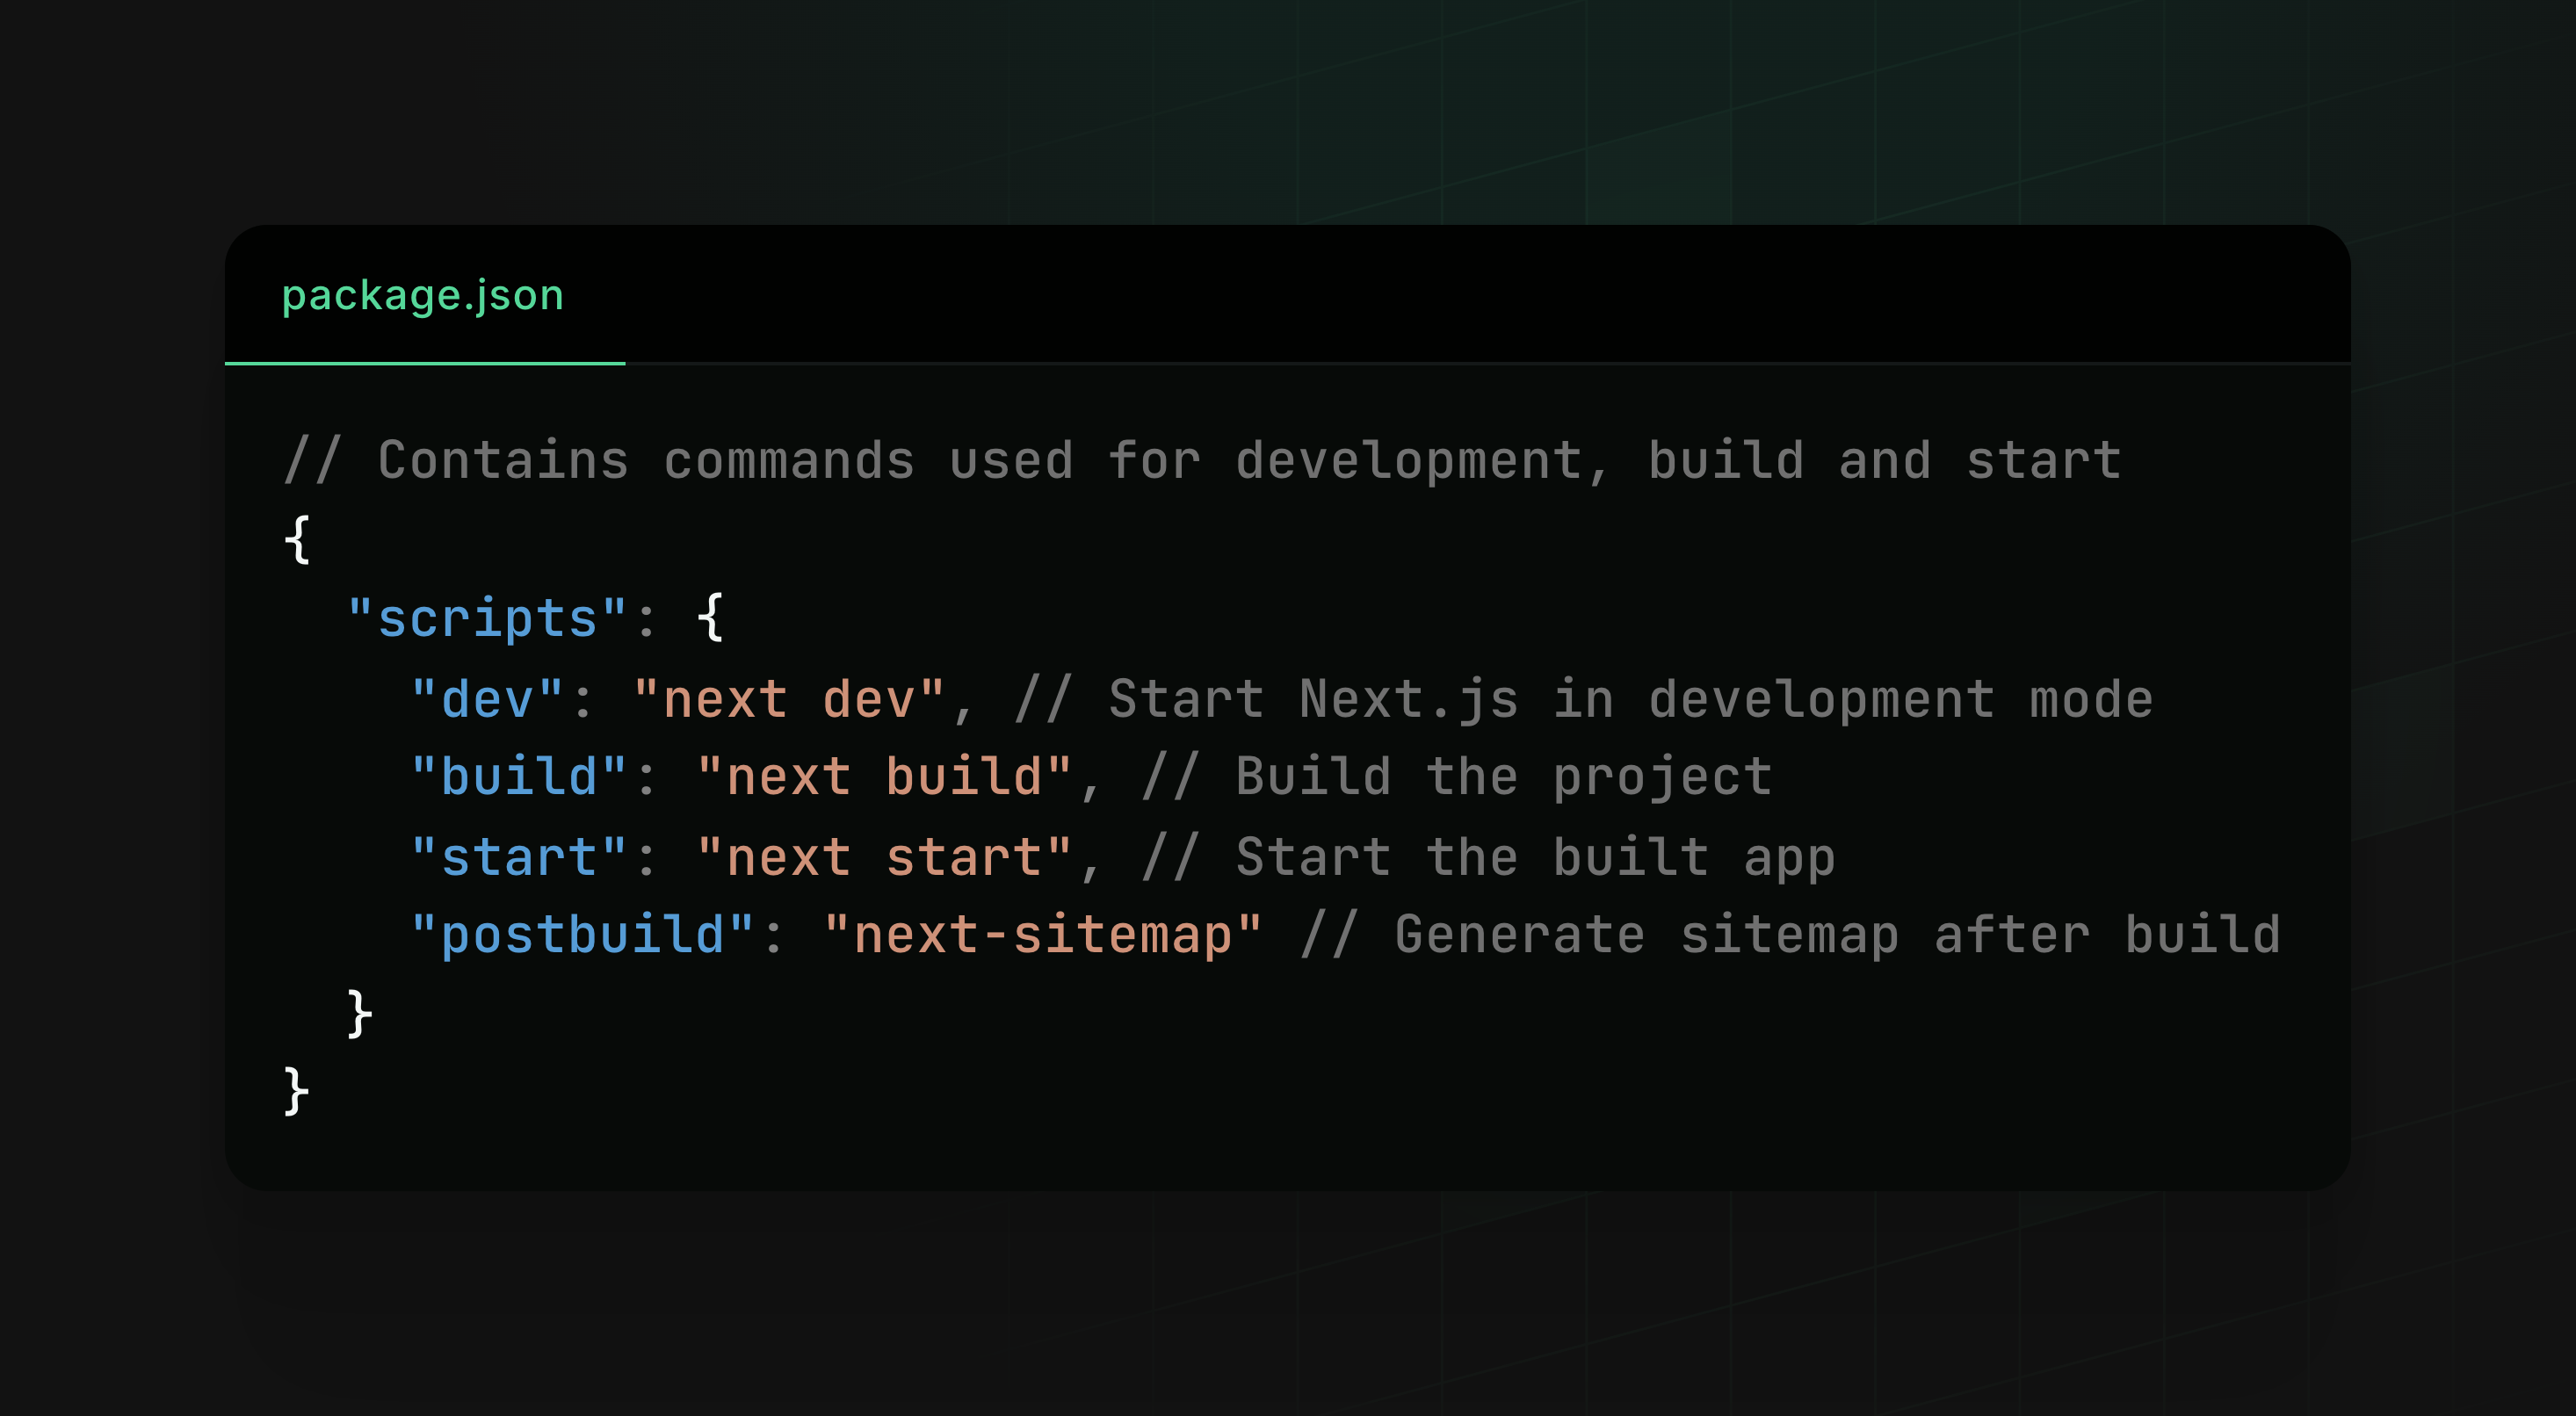 package.json
// Contains commands used for development, build and start
{
  "scripts": {
    "dev": "next dev", // Start Next.js in development mode
    "build": "next build", // Build the project
    "start": "next start", // Start the built app
    "postbuild": "next-sitemap" // Generate sitemap after build
  }
}